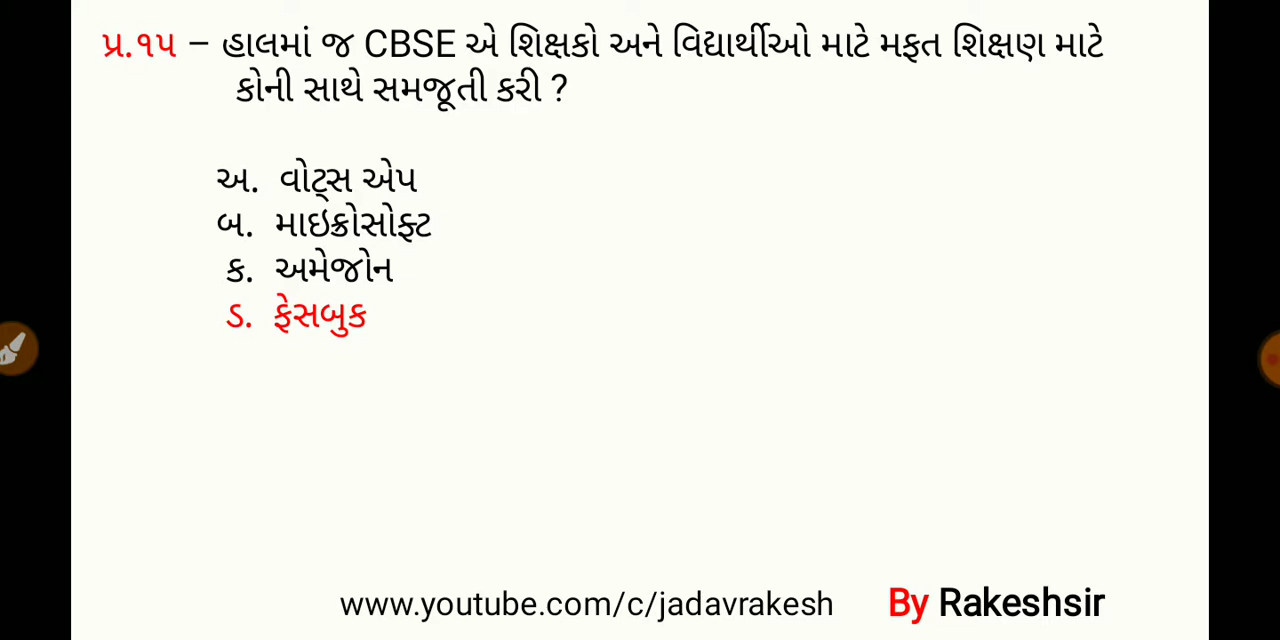 પ્ર.૧૫ – હાલમાં જ CBSE એ શિક્ષકો અને વિદ્યાર્થીઓ માટે મફત શિક્ષણ માટે
કોની સાથે સમજૂતી કરી ?
અ. વોટ્સ એપ
બ. માઇક્રોસોફ્ટ
ક. અમેજોન
ડ. ફેસબુક
www.youtube.com/c/jadavrakesh By Rakeshsir